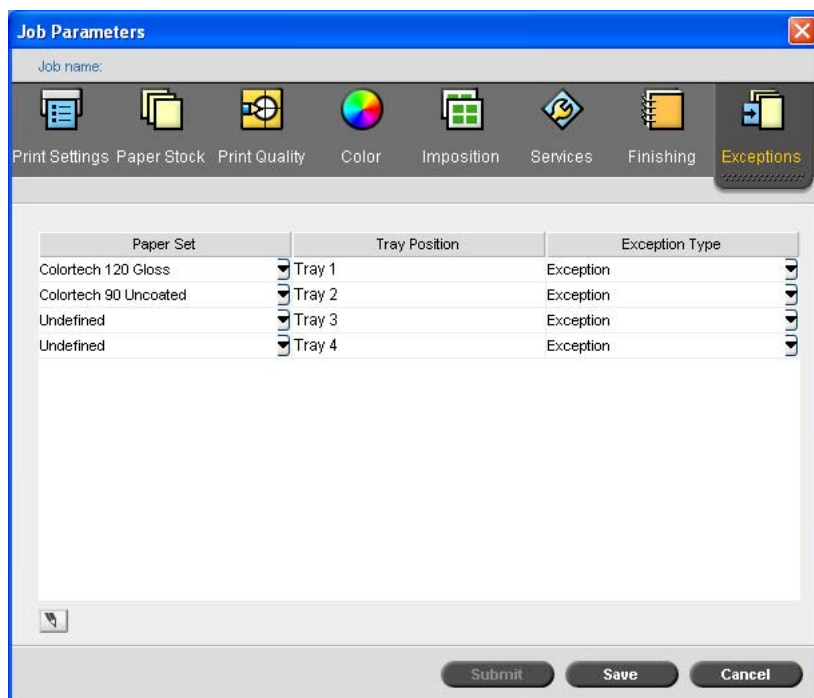 Job Parameters
Job name:
Print Settings Paper Stock Print Quality Color Imposition Services Finishing Exceptions
Paper Set Tray Position Exception Type
Colortech 120 Gloss Tray 1 Exception
Colortech 90 Uncoated Tray 2 Exception
Undefined Tray 3 Exception
Undefined Tray 4 Exception
Submit Save Cancel